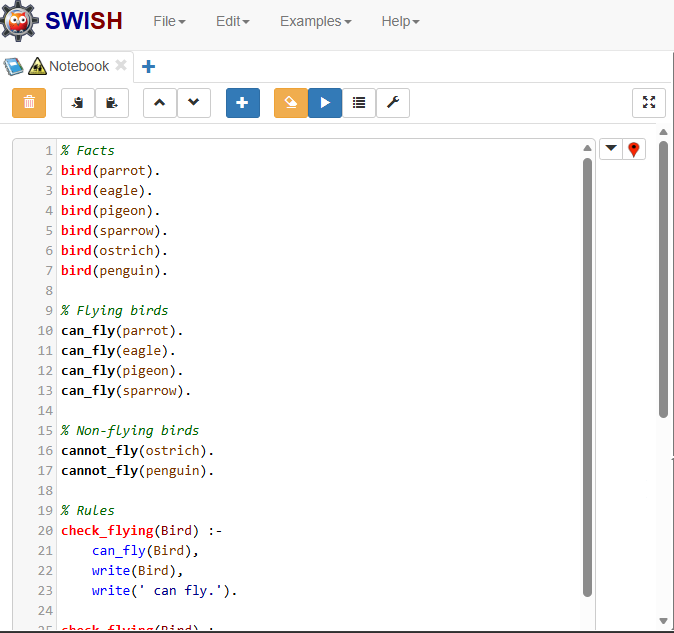 SWISH File Edit Examples Help
Notebook
1 % Facts
2 bird(parrot).
3 bird(eagle).
4 bird(pigeon).
5 bird(sparrow).
6 bird(ostrich).
7 bird(penguin).
8
9 % Flying birds
10 can_fly(parrot).
11 can_fly(eagle).
12 can_fly(pigeon).
13 can_fly(sparrow).
14
15 % Non-flying birds
16 cannot_fly(ostrich).
17 cannot_fly(penguin).
18
19 % Rules
20 check_flying(Bird) :-
21     can_fly(Bird),
22     write(Bird),
23     write(' can fly.').
24
25 check_flying(Bird) :-